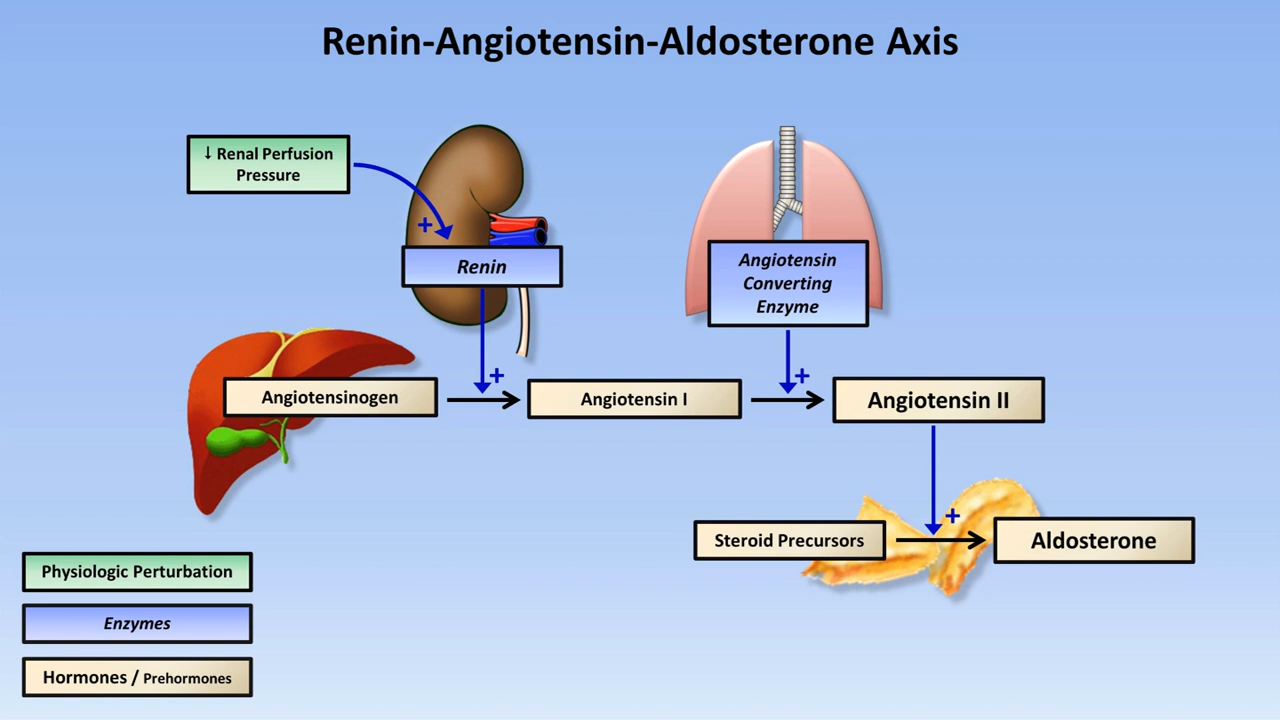 Renin-Angiotensin-Aldosterone Axis
↓ Renal Perfusion
Pressure
+
Renin
Angiotensin
Converting
Enzyme
+
+
Angiotensinogen
Angiotensin I
Angiotensin II
+
Steroid Precursors
Aldosterone
Physiologic Perturbation
Enzymes
Hormones / Prehormones